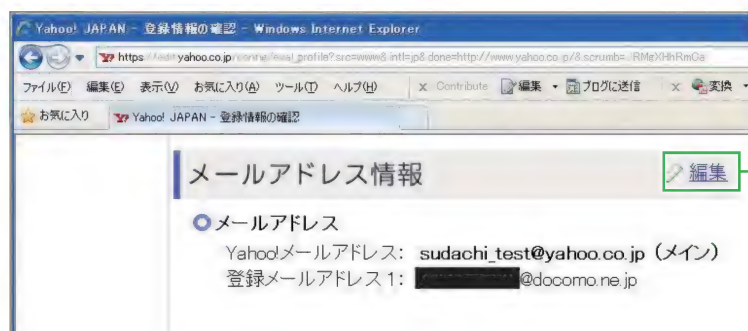 Yahoo! JAPAN - 登録情報の確認 - Windows Internet Explorer
yahoo.co.jp
ファイル(F) 編集(E) 表示(V) お気に入り(A) ツール(T) ヘルプ(H) x Contribute 編集 ブログに送信 x 変換
お気に入り Yahoo! JAPAN - 登録情報の確認
メールアドレス情報 編集
メールアドレス
Yahoo!メールアドレス: sudachi_test@yahoo.co.jp (メイン)
登録メールアドレス1: @docomo.ne.jp